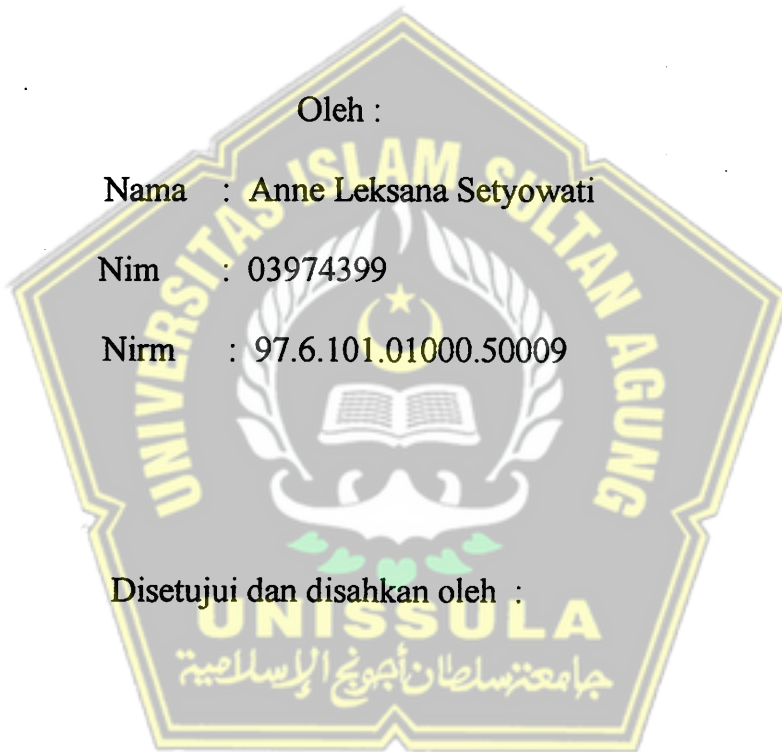 Oleh :
Nama : Anne Leksana Setyowati
Nim : 03974399
Nirm : 97.6.101.01000.50009
Disetujui dan disahkan oleh :
UNIVERSITAS ISLAM SULTAN AGUNG
UNISSULA
جامعة سلطان أجونج الإسلامية